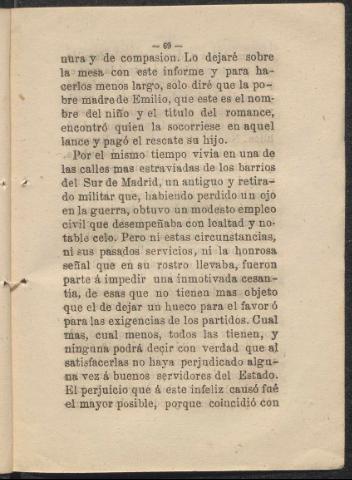 — 69 —
nura y de compasion. Lo dejaré sobre
la mesa con este informe y para ha-
cerlos menos largo, solo diré que la po-
bre madre de Emilio, que este es el nom-
bre del niño y el título del romance,
encontró quien la socorriese en aquel
lance y pagó el rescate su hijo.
Por el mismo tiempo vivia en una de
las calles mas estraviadas de los barrios
del Sur de Madrid, un antiguo y retira-
do militar que, habiendo perdido un ojo
en la guerra, obtuvo un modesto empleo
civil que desempeñaba con lealtad y no-
table celo. Pero ni estas circunstancias,
ni sus pasados servicios, ni la honrosa
señal que en su rostro llevaba, fueron
parte á impedir una inmotivada cesan-
tía, de esas que no tienen mas objeto
que el de dejar un hueco para el favor ó
para las exigencias de los partidos. Cual
mas, cual menos, todos las tienen, y
ninguna podrá decir con verdad que al
satisfacerlas no haya perjudicado algu-
na vez á buenos servidores del Estado.
El perjuicio que á este infeliz causó fué
el mayor posible, porque coincidió con